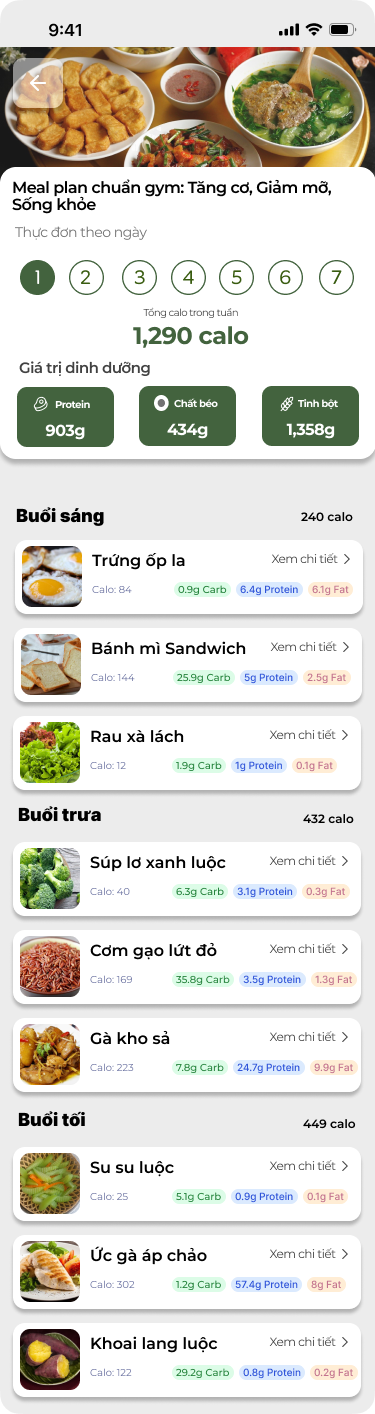 9:41
Meal plan chuẩn gym: Tăng cơ, Giảm mỡ,
Sống khỏe
Thực đơn theo ngày
1 2 3 4 5 6 7
Tổng calo trong tuần
1,290 calo
Giá trị dinh dưỡng
Protein Chất béo Tinh bột
903g 434g 1,358g
Buổi sáng 240 calo
Trứng ốp la Xem chi tiết
Calo: 84 0.9g Carb 6.4g Protein 6.1g Fat
Bánh mì Sandwich Xem chi tiết
Calo: 144 25.9g Carb 5g Protein 2.5g Fat
Rau xà lách Xem chi tiết
Calo: 12 1.9g Carb 1g Protein 0.1g Fat
Buổi trưa 432 calo
Súp lơ xanh luộc Xem chi tiết
Calo: 40 6.3g Carb 3.1g Protein 0.3g Fat
Cơm gạo lứt đỏ Xem chi tiết
Calo: 169 35.8g Carb 3.5g Protein 1.3g Fat
Gà kho sả Xem chi tiết
Calo: 223 7.8g Carb 24.7g Protein 9.9g Fat
Buổi tối 449 calo
Su su luộc Xem chi tiết
Calo: 25 5.1g Carb 0.9g Protein 0.1g Fat
Ức gà áp chảo Xem chi tiết
Calo: 302 1.2g Carb 57.4g Protein 8g Fat
Khoai lang luộc Xem chi tiết
Calo: 122 29.2g Carb 0.8g Protein 0.2g Fat